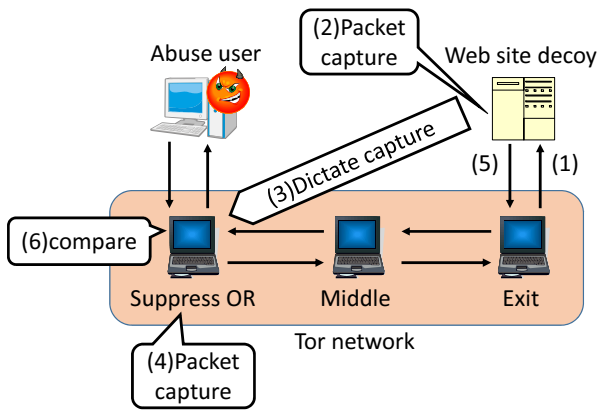 (2)Packet
capture
Abuse user
Web site decoy
(3)Dictate capture
(5)
(1)
(6)compare
Suppress OR
Middle
Exit
Tor network
(4)Packet
capture